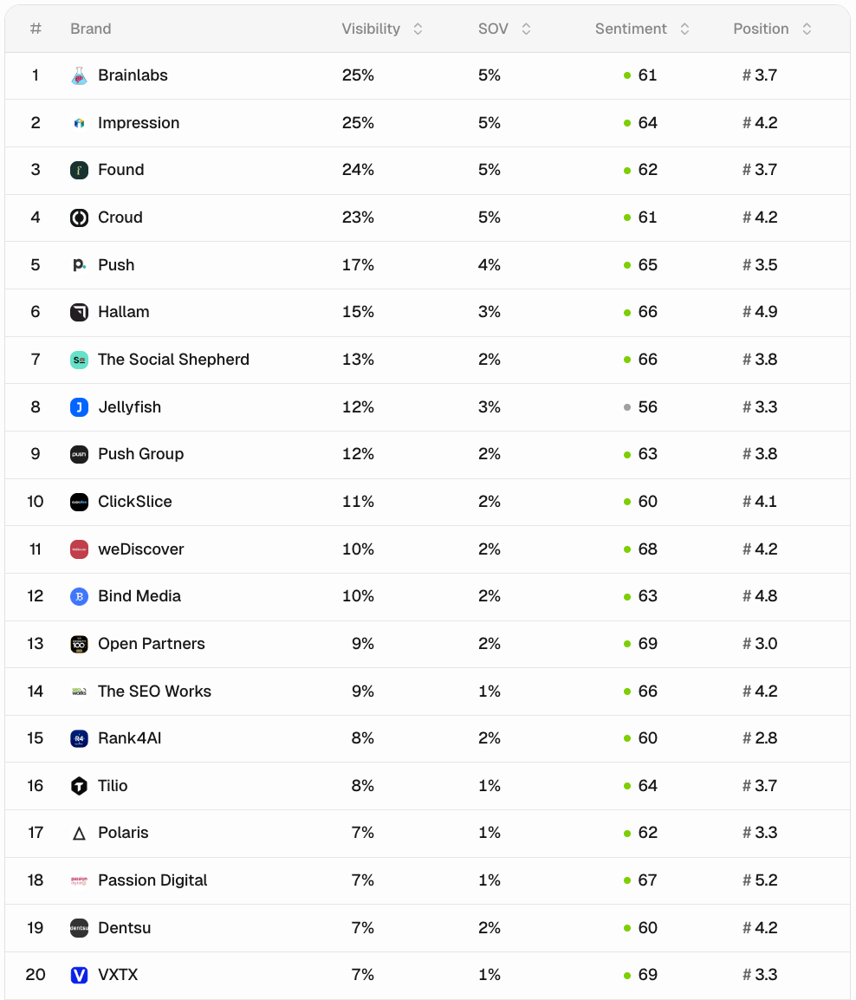 # Brand Visibility SOV Sentiment Position
1 Brainlabs 25% 5% 61 # 3.7
2 Impression 25% 5% 64 # 4.2
3 f Found 24% 5% 62 # 3.7
4 Croud 23% 5% 61 # 4.2
5 p. Push 17% 4% 65 # 3.5
6 Hallam 15% 3% 66 # 4.9
7 The Social Shepherd 13% 2% 66 # 3.8
8 J Jellyfish 12% 3% 56 # 3.3
9 push Push Group 12% 2% 63 # 3.8
10 ClickSlice 11% 2% 60 # 4.1
11 weDiscover 10% 2% 68 # 4.2
12 B Bind Media 10% 2% 63 # 4.8
13 100 Open Partners 9% 2% 69 # 3.0
14 SEO works The SEO Works 9% 1% 66 # 4.2
15 R4 Rank4AI 8% 2% 60 # 2.8
16 T Tilio 8% 1% 64 # 3.7
17 Polaris 7% 1% 62 # 3.3
18 passion digital Passion Digital 7% 1% 67 # 5.2
19 dentsu Dentsu 7% 2% 60 # 4.2
20 V VXTX 7% 1% 69 # 3.3